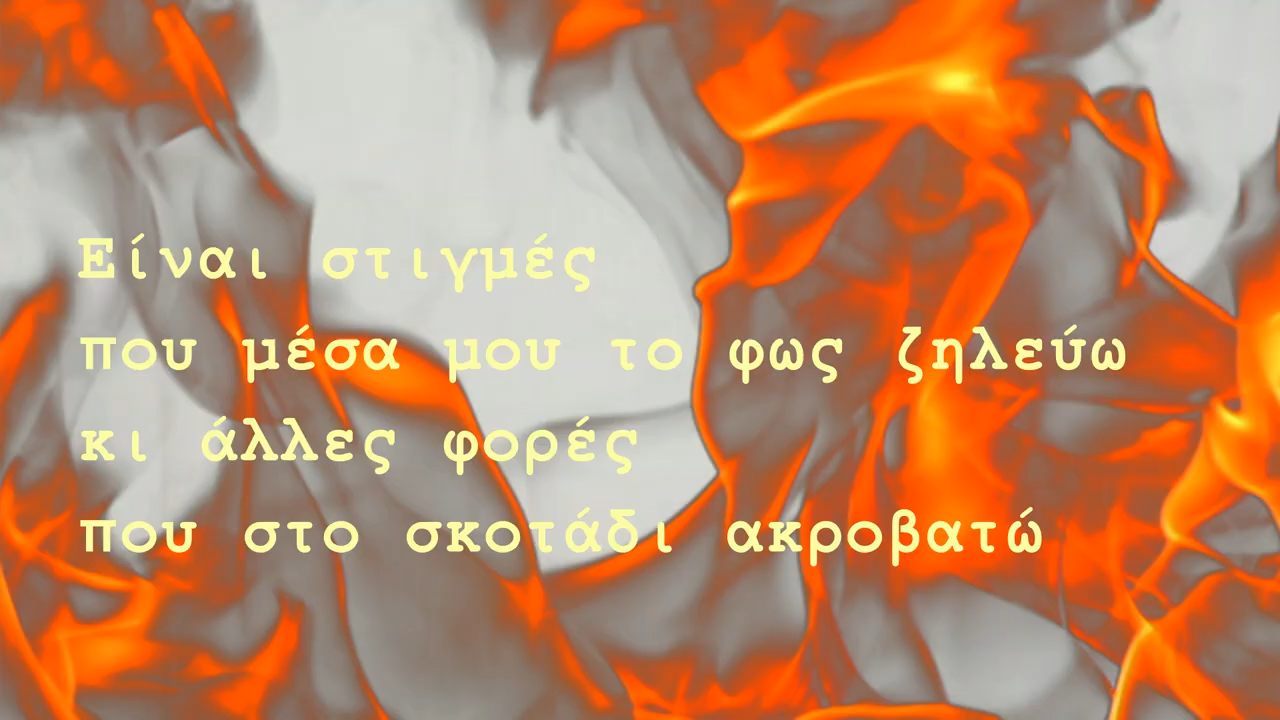 Είναι στιγμές
που μέσα μου το φως ζηλεύω
κι άλλες φορές
που στο σκοτάδι ακροβατώ